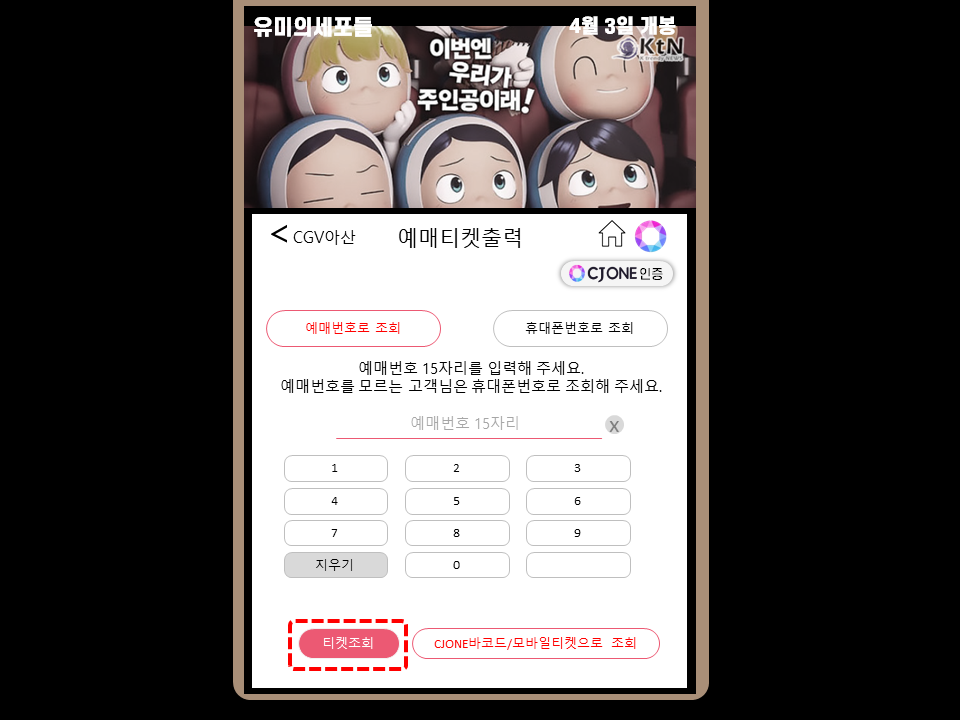 유미의세포들
4월 3일 개봉
이번엔
우리가
주인공이래!
KtN
K trendy NEWS
< CGV아산
예매티켓출력
CJ ONE 인증
예매번호로 조회
휴대폰번호로 조회
예매번호 15자리를 입력해 주세요.
예매번호를 모르는 고객님은 휴대폰번호로 조회해 주세요.
예매번호 15자리
X
1 2 3
4 5 6
7 8 9
지우기 0
티켓조회
CJONE바코드/모바일티켓으로 조회